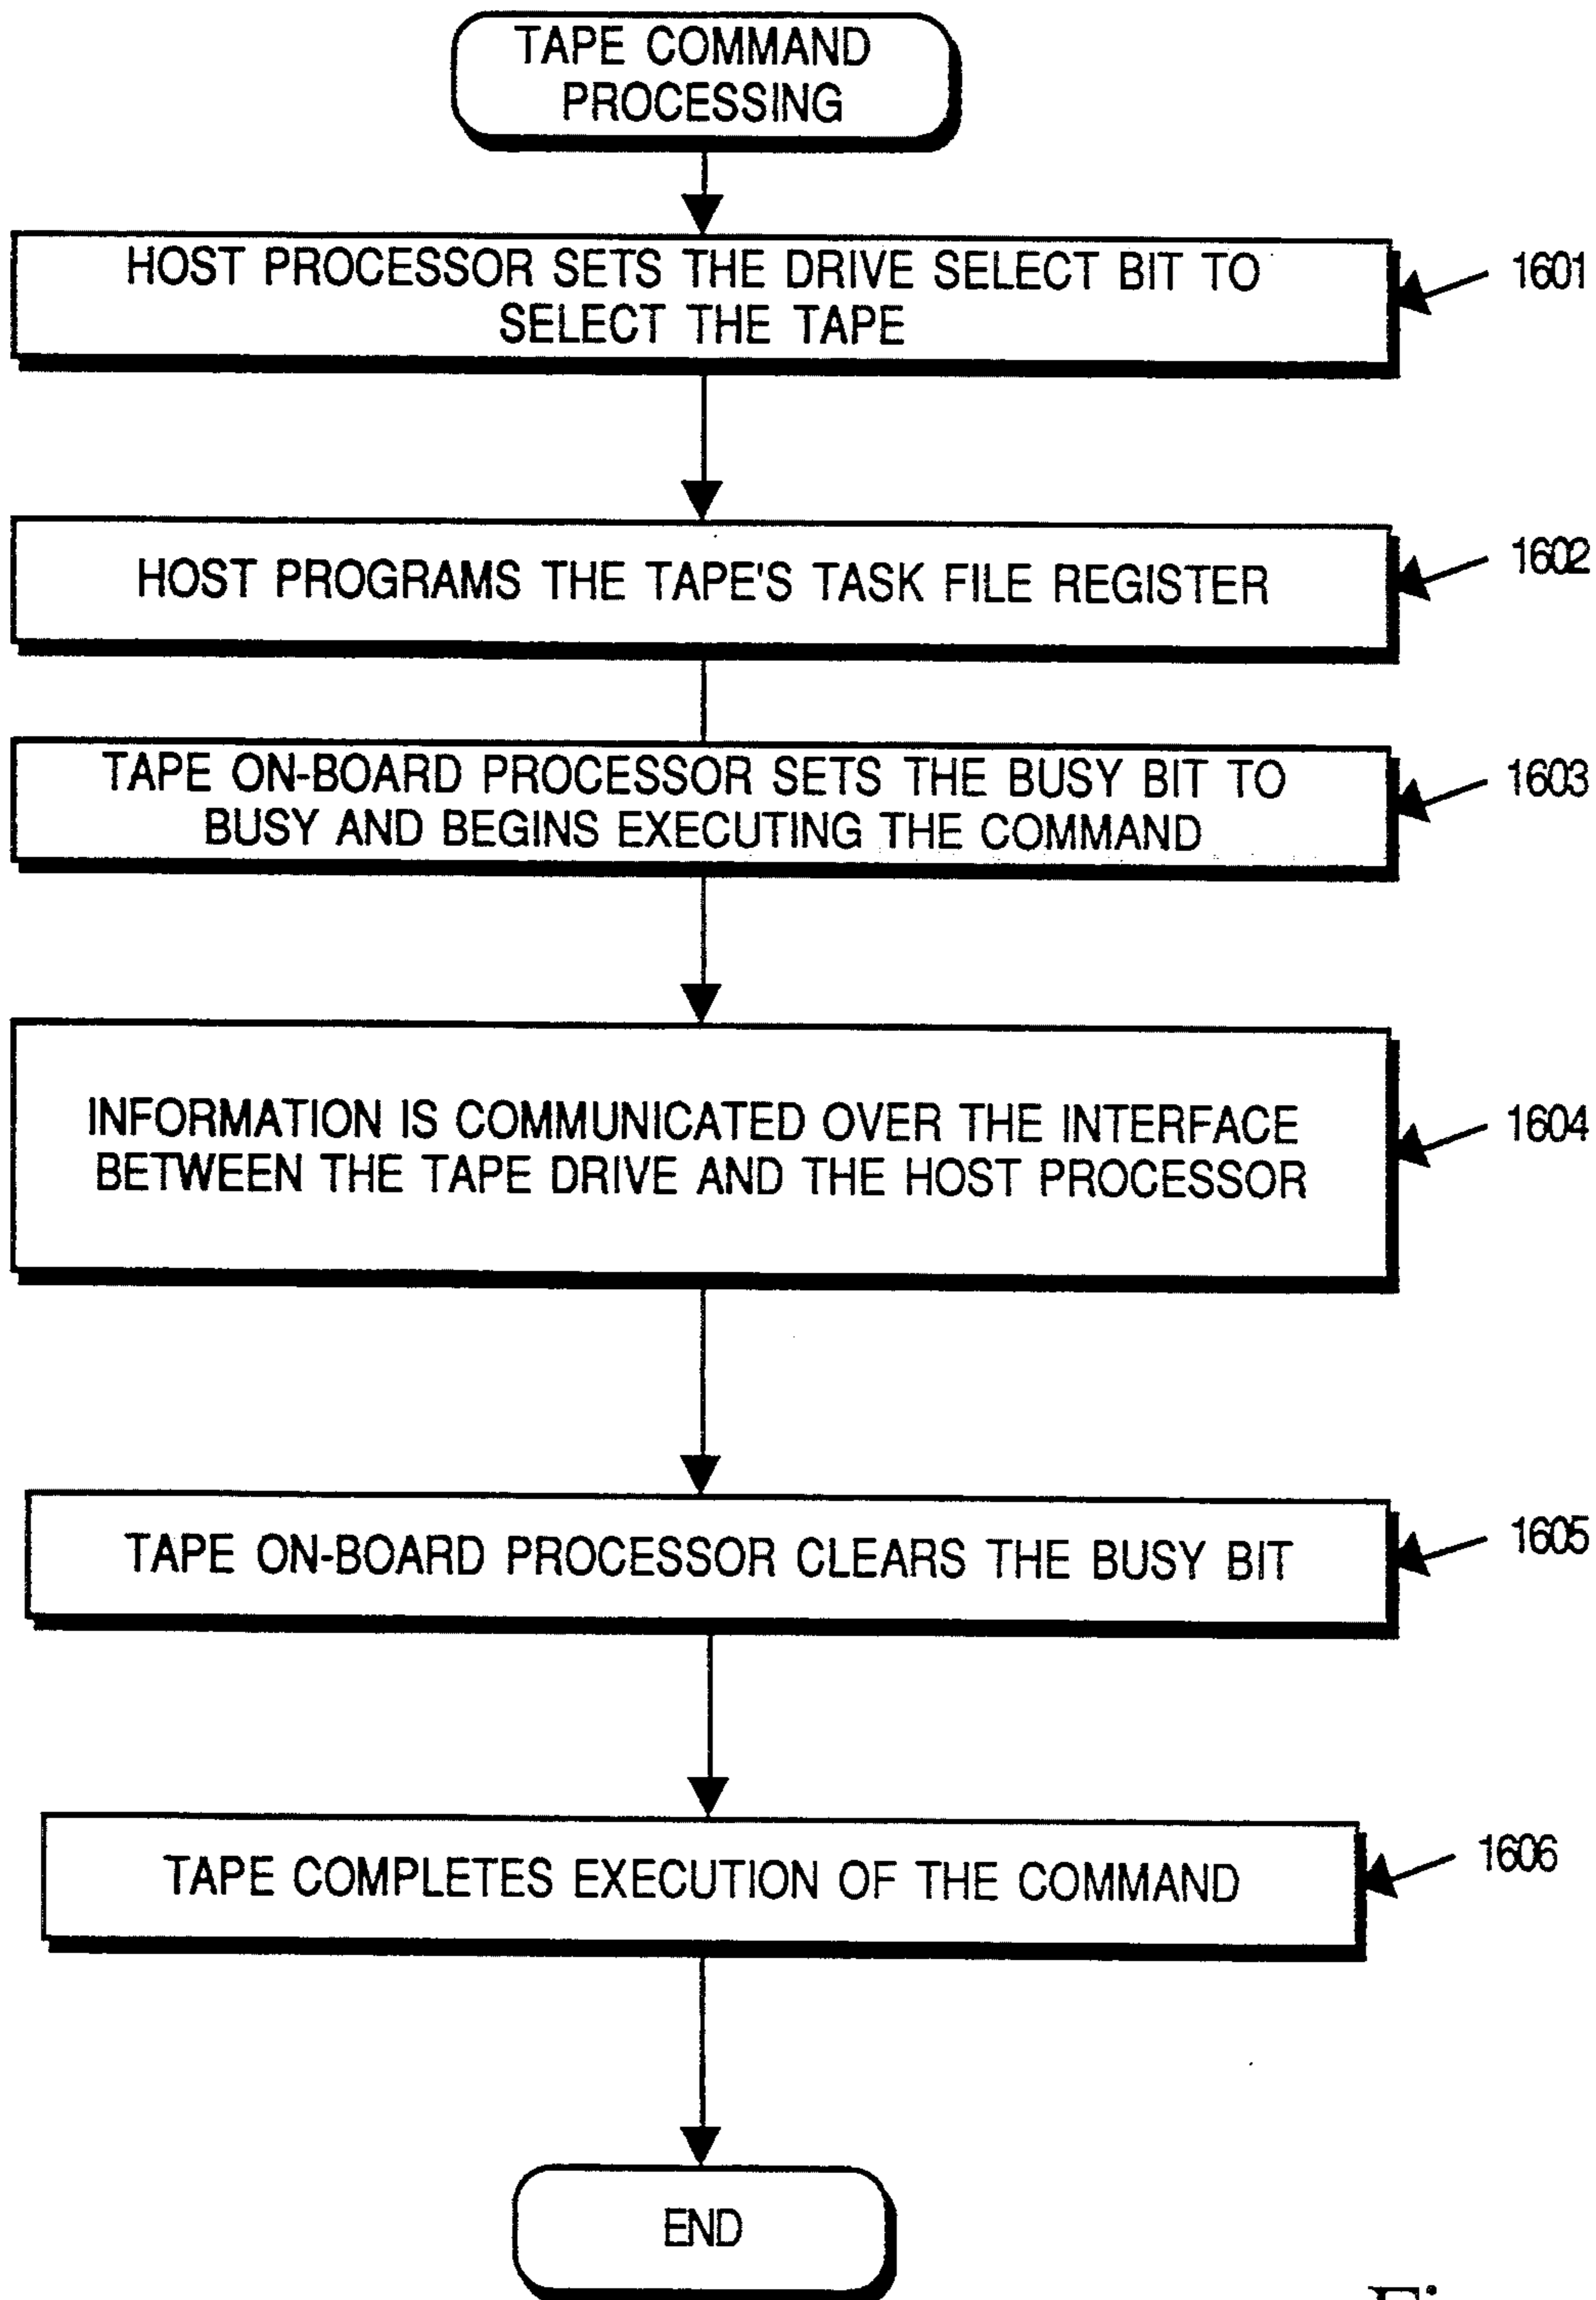 TAPE COMMAND
PROCESSING
HOST PROCESSOR SETS THE DRIVE SELECT BIT TO
SELECT THE TAPE
1601
HOST PROGRAMS THE TAPE'S TASK FILE REGISTER
1602
TAPE ON-BOARD PROCESSOR SETS THE BUSY BIT TO
BUSY AND BEGINS EXECUTING THE COMMAND
1603
INFORMATION IS COMMUNICATED OVER THE INTERFACE
BETWEEN THE TAPE DRIVE AND THE HOST PROCESSOR
1604
TAPE ON-BOARD PROCESSOR CLEARS THE BUSY BIT
1605
TAPE COMPLETES EXECUTION OF THE COMMAND
1606
END